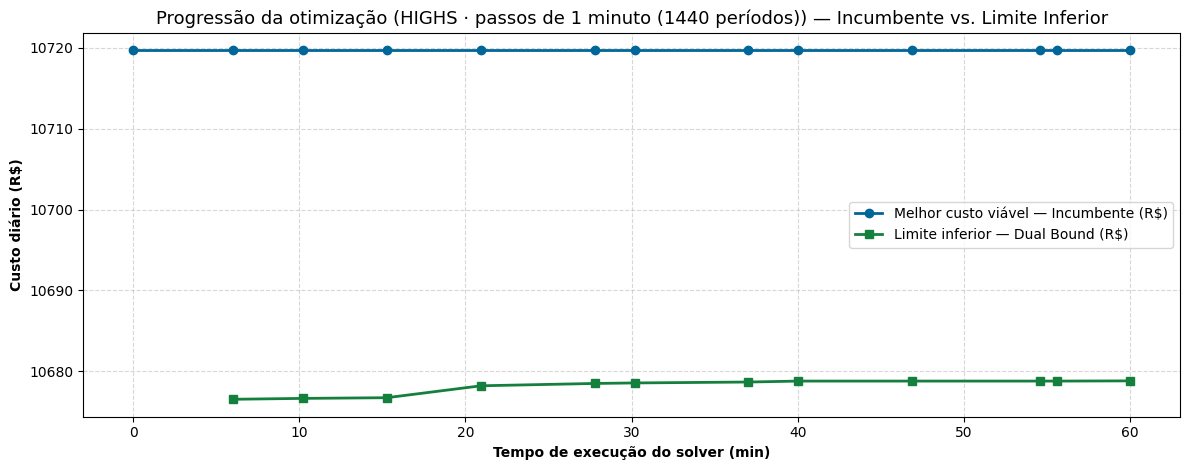 Progressão da otimização (HIGHS · passos de 1 minuto (1440 períodos)) — Incumbente vs. Limite Inferior
10720
10710
10700
10690
10680
Custo diário (R$)
Melhor custo viável — Incumbente (R$)
Limite inferior — Dual Bound (R$)
0 10 20 30 40 50 60
Tempo de execução do solver (min)